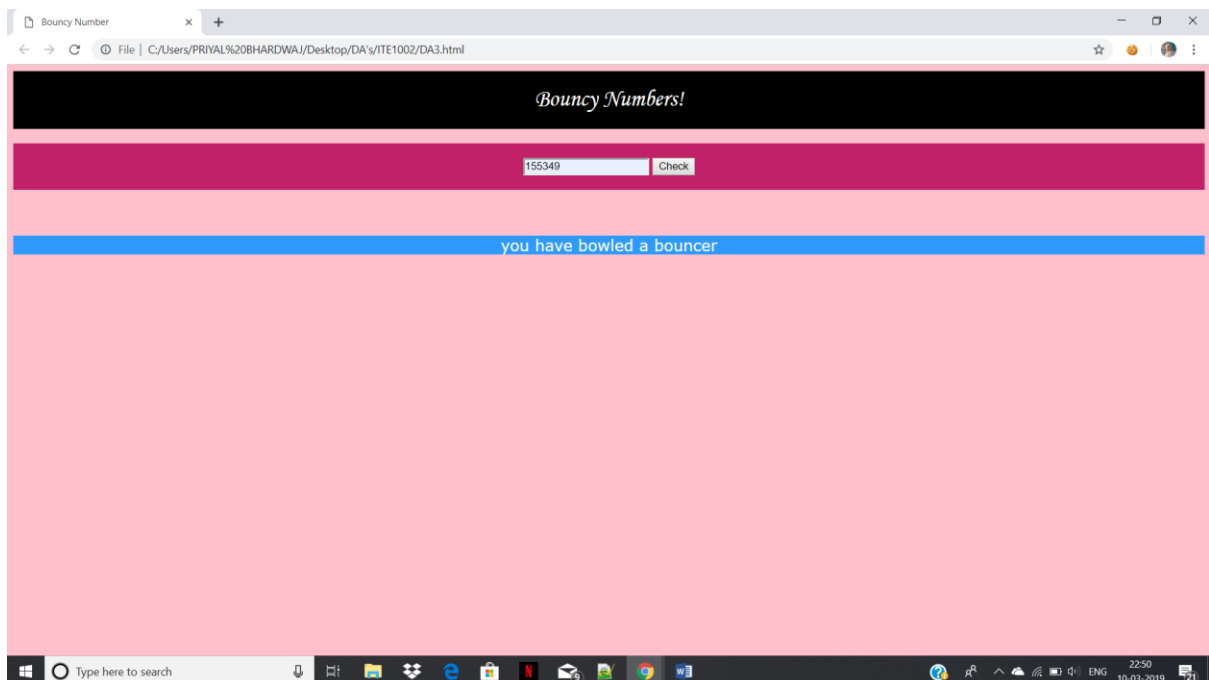 Bouncy Number
File | C:/Users/PRIYAL%20BHARDWAJ/Desktop/DA's/ITE1002/DA3.html
Bouncy Numbers!
155349 Check
you have bowled a bouncer
Type here to search
ENG
22:50
10-03-2019